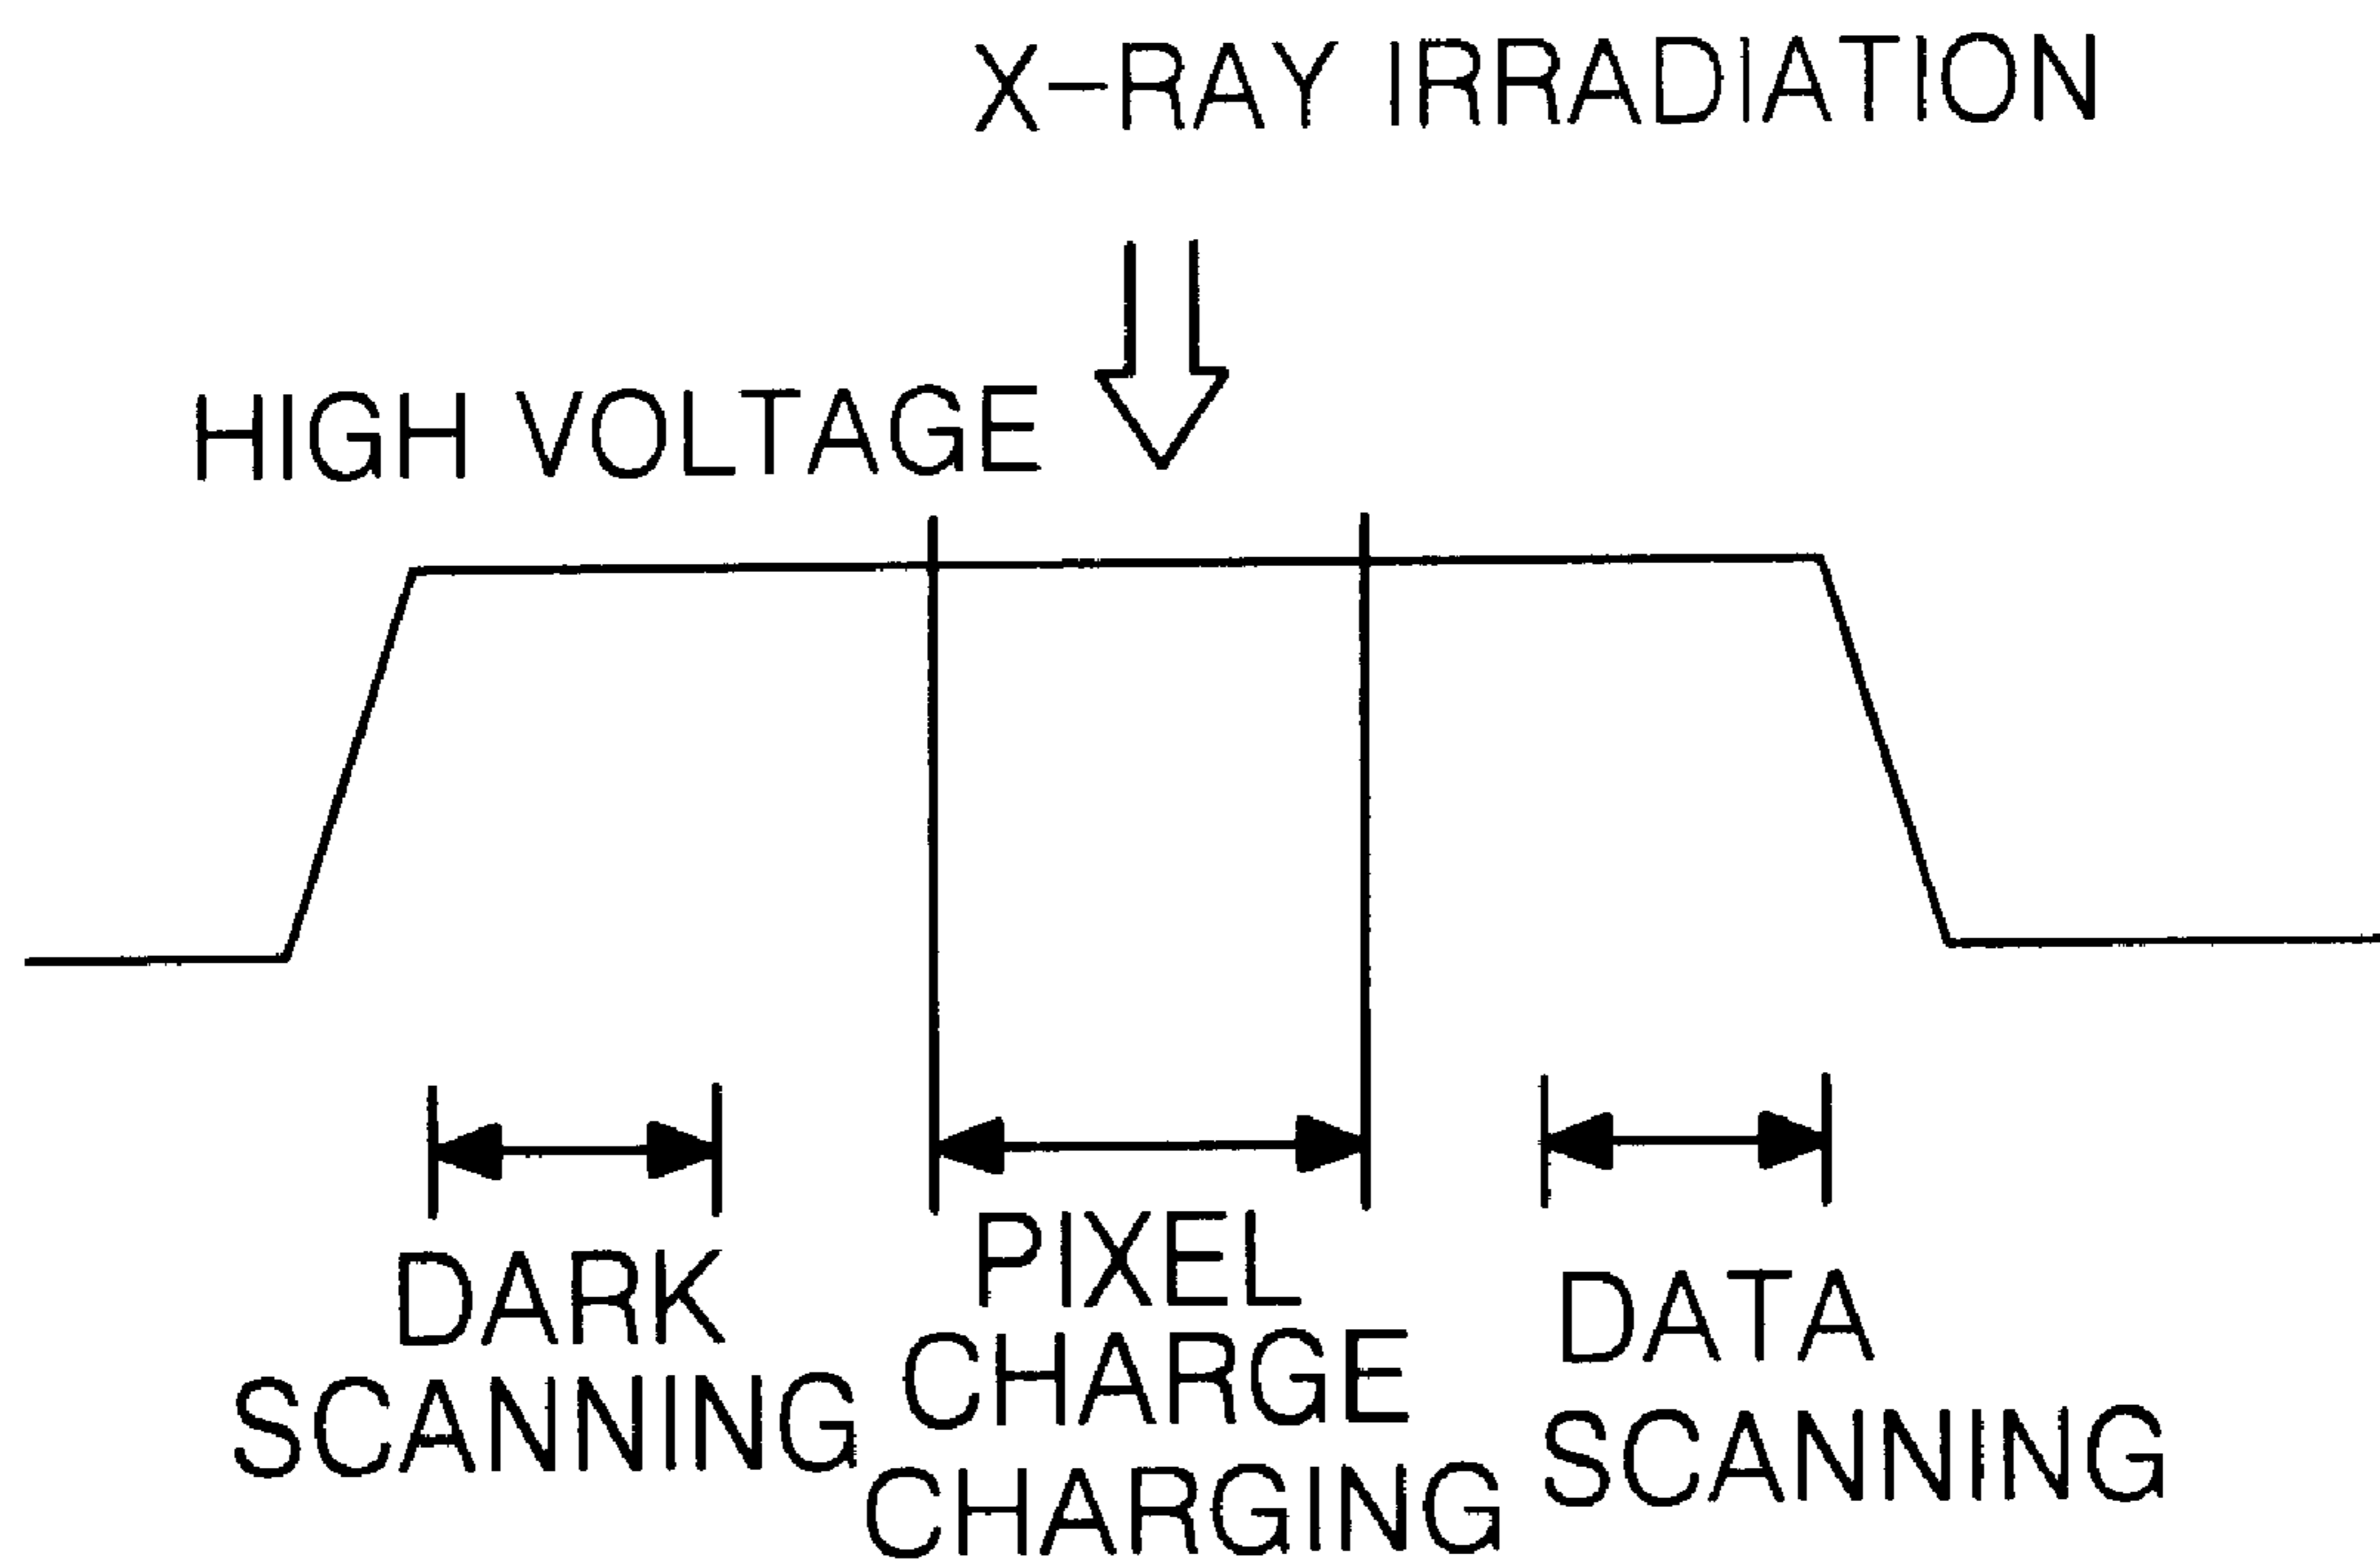 X-RAY IRRADIATION
HIGH VOLTAGE
DARK
SCANNING
PIXEL
CHARGE
CHARGING
DATA
SCANNING